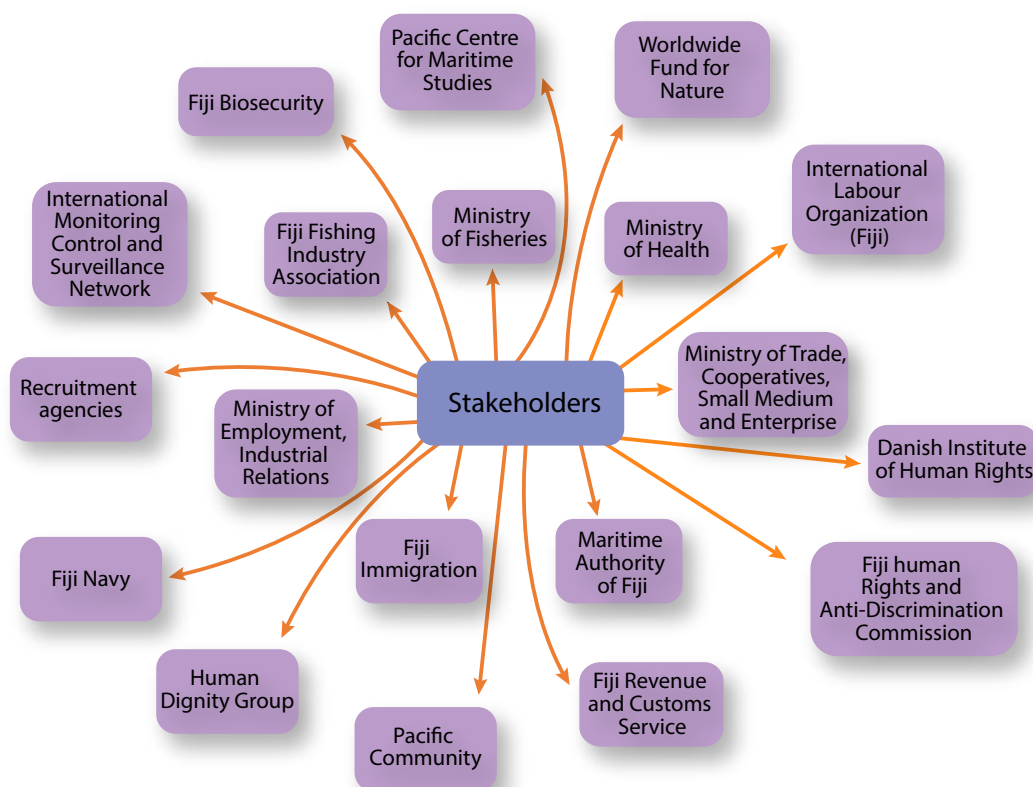 Pacific Centre
for Maritime
Studies
Worldwide
Fund for
Nature
Fiji Biosecurity
International
Labour
Organization
(Fiji)
International
Monitoring
Control and
Surveillance
Network
Fiji Fishing
Industry
Association
Ministry
of Fisheries
Ministry
of Health
Ministry of Trade,
Cooperatives,
Small Medium
and Enterprise
Recruitment
agencies
Stakeholders
Ministry of
Employment,
Industrial
Relations
Danish Institute
of Human Rights
Fiji Navy
Fiji
Immigration
Maritime
Authority
of Fiji
Fiji human
Rights and
Anti-Discrimination
Commission
Human
Dignity Group
Fiji Revenue
and Customs
Service
Pacific
Community